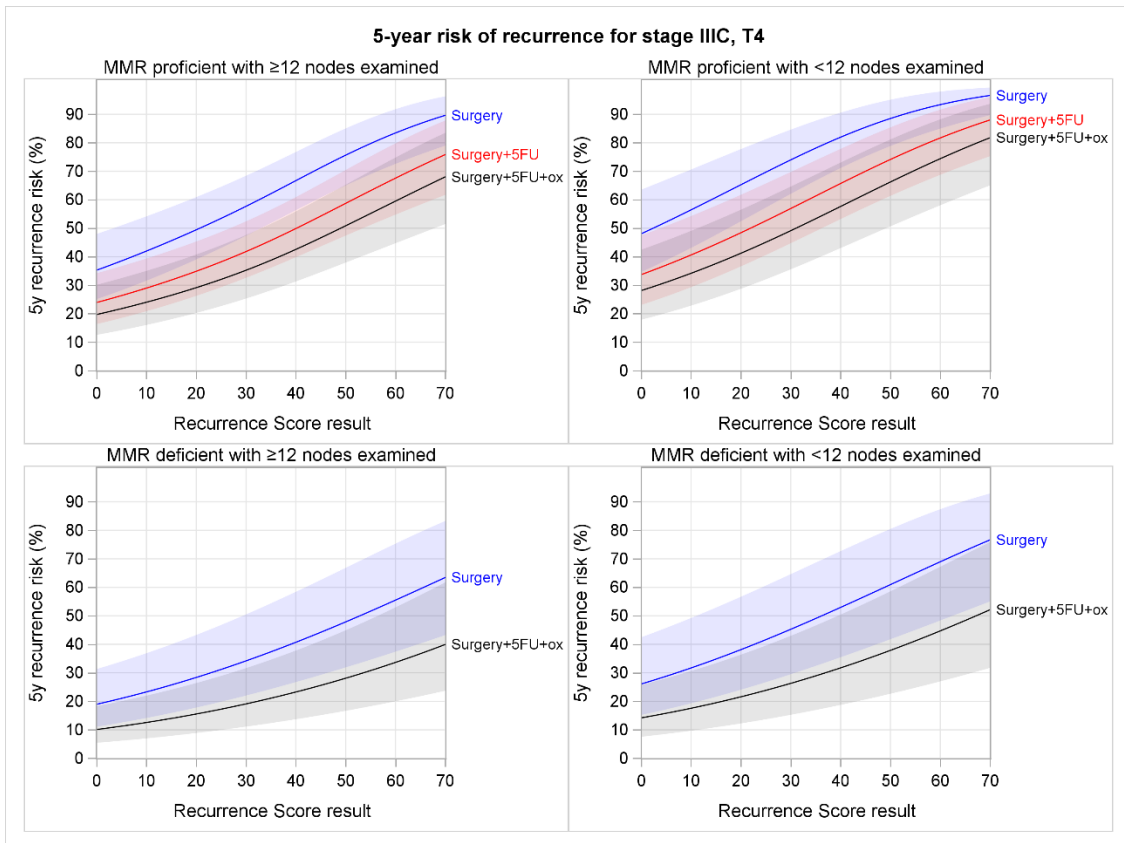 5-year risk of recurrence for stage IIIC, T4
MMR proficient with ≥12 nodes examined
5y recurrence risk (%)
90
80
70
60
50
40
30
20
10
0
Surgery
Surgery+5FU
Surgery+5FU+ox
0 10 20 30 40 50 60 70
Recurrence Score result
MMR proficient with <12 nodes examined
5y recurrence risk (%)
90
80
70
60
50
40
30
20
10
0
Surgery
Surgery+5FU
Surgery+5FU+ox
0 10 20 30 40 50 60 70
Recurrence Score result
MMR deficient with ≥12 nodes examined
5y recurrence risk (%)
90
80
70
60
50
40
30
20
10
0
Surgery
Surgery+5FU+ox
0 10 20 30 40 50 60 70
Recurrence Score result
MMR deficient with <12 nodes examined
5y recurrence risk (%)
90
80
70
60
50
40
30
20
10
0
Surgery
Surgery+5FU+ox
0 10 20 30 40 50 60 70
Recurrence Score result